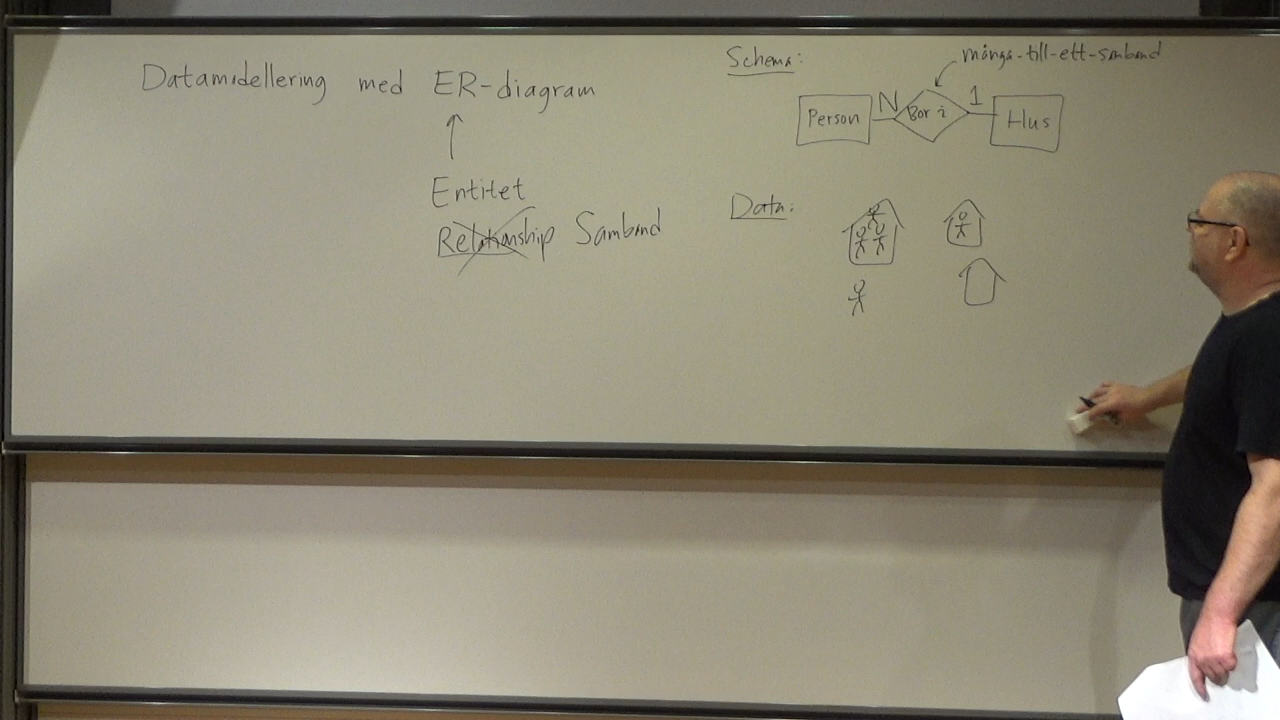 Datamodellering med ER-diagram
Entitet
Relationship Samband
Schema:
många-till-ett-samband
Person N Bor i 1 Hus
Data: